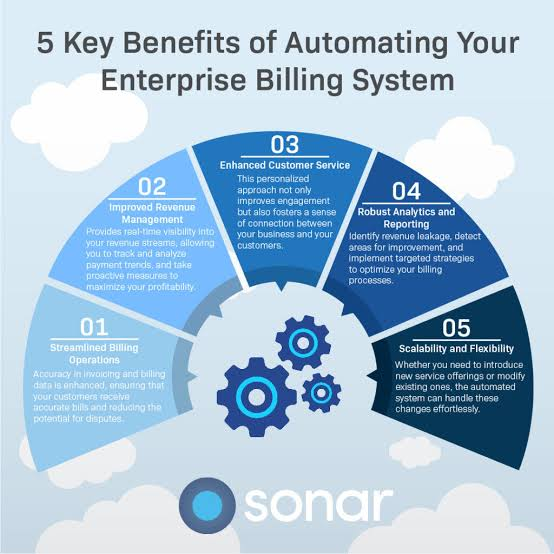 5 Key Benefits of Automating Your
Enterprise Billing System
01
Streamlined Billing
Operations
Accuracy in invoicing and billing
data is enhanced, ensuring that
your customers receive
accurate bills and reducing the
potential for disputes.
02
Improved Revenue
Management
Provides real-time visibility into
your revenue streams, allowing
you to track and analyze
payment trends, and take
proactive measures to
maximize your profitability.
03
Enhanced Customer Service
This personalized
approach not only
improves engagement
but also fosters a sense
of connection between
your business and your
customers.
04
Robust Analytics and
Reporting
Identify revenue leakage, detect
areas for improvement, and
implement targeted strategies
to optimize your billing
processes.
05
Scalability and Flexibility
Whether you need to introduce
new service offerings or modify
existing ones, the automated
system can handle these
changes effortlessly.
sonar